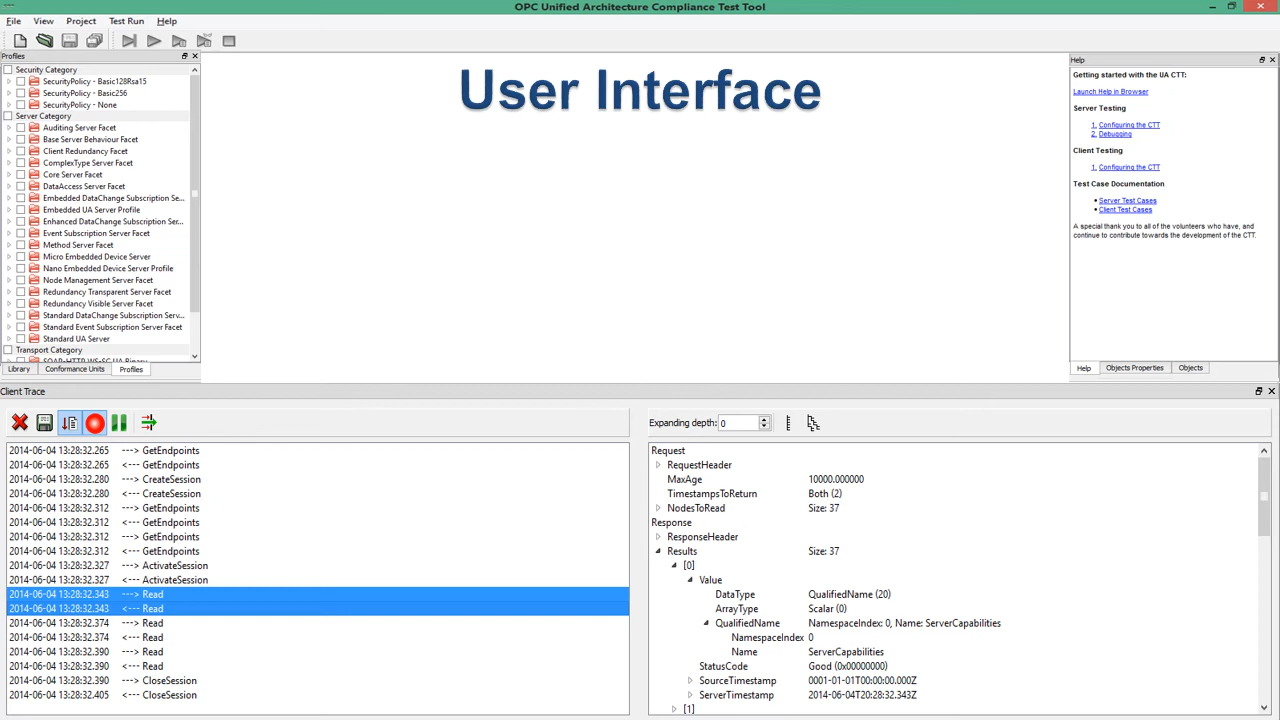 OPC Unified Architecture Compliance Test Tool
File View Project Test Run Help
Profiles
Security Category
SecurityPolicy - Basic128Rsa15
SecurityPolicy - Basic256
SecurityPolicy - None
Server Category
Auditing Server Facet
Base Server Behaviour Facet
Client Redundancy Facet
ComplexType Server Facet
Core Server Facet
DataAccess Server Facet
Embedded DataChange Subscription Se...
Embedded UA Server Profile
Enhanced DataChange Subscription Ser...
Event Subscription Server Facet
Method Server Facet
Micro Embedded Device Server
Nano Embedded Device Server Profile
Node Management Server Facet
Redundancy Transparent Server Facet
Redundancy Visible Server Facet
Standard DataChange Subscription Ser...
Standard Event Subscription Server Facet
Standard UA Server
Transport Category
SOAP-HTTP WS-SC UA Binary
Library Conformance Units Profiles
User Interface
Help
Getting started with the UA CTT:
Launch Help in Browser
Server Testing
1. Configuring the CTT
2. Debugging
Client Testing
1. Configuring the CTT
Test Case Documentation
• Server Test Cases
• Client Test Cases
A special thank you to all of the volunteers who have, and
continue to contribute towards the development of the CTT.
Help Objects Properties Objects
Client Trace
2014-06-04 13:28:32.265 ---> GetEndpoints
2014-06-04 13:28:32.265 <--- GetEndpoints
2014-06-04 13:28:32.280 ---> CreateSession
2014-06-04 13:28:32.280 <--- CreateSession
2014-06-04 13:28:32.312 ---> GetEndpoints
2014-06-04 13:28:32.312 <--- GetEndpoints
2014-06-04 13:28:32.312 ---> GetEndpoints
2014-06-04 13:28:32.312 <--- GetEndpoints
2014-06-04 13:28:32.327 ---> ActivateSession
2014-06-04 13:28:32.327 <--- ActivateSession
2014-06-04 13:28:32.343 ---> Read
2014-06-04 13:28:32.343 <--- Read
2014-06-04 13:28:32.374 ---> Read
2014-06-04 13:28:32.374 <--- Read
2014-06-04 13:28:32.390 ---> Read
2014-06-04 13:28:32.390 <--- Read
2014-06-04 13:28:32.390 ---> CloseSession
2014-06-04 13:28:32.405 <--- CloseSession
Expanding depth: 0
Request
RequestHeader
MaxAge 10000.000000
TimestampsToReturn Both (2)
NodesToRead Size: 37
Response
ResponseHeader
Results Size: 37
[0]
Value
DataType QualifiedName (20)
ArrayType Scalar (0)
QualifiedName NamespaceIndex: 0, Name: ServerCapabilities
NamespaceIndex 0
Name ServerCapabilities
StatusCode Good (0x00000000)
SourceTimestamp 0001-01-01T00:00:00.000Z
ServerTimestamp 2014-06-04T20:28:32.343Z
[1]